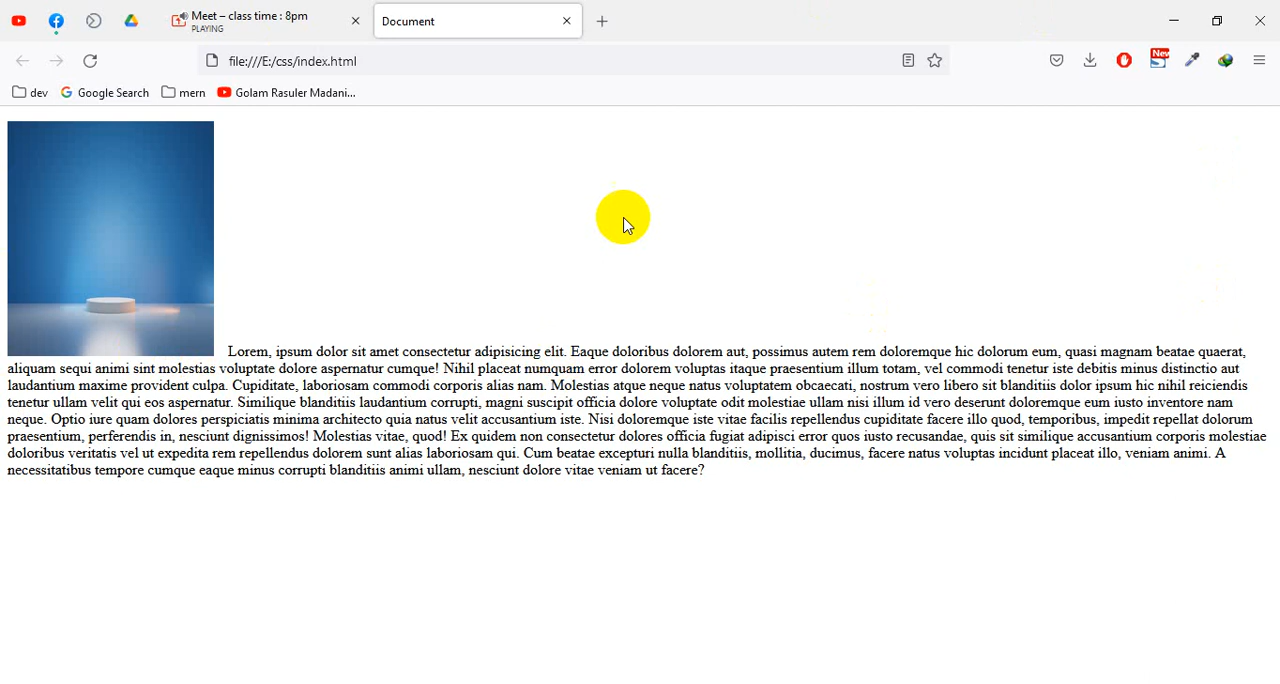 Meet – class time : 8pm
PLAYING
Document
file:///E:/css/index.html
New
dev
Google Search
mern
Golam Rasuler Madani...
Lorem, ipsum dolor sit amet consectetur adipisicing elit. Eaque doloribus dolorem aut, possimus autem rem doloremque hic dolorum eum, quasi magnam beatae quaerat,
aliquam sequi animi sint molestias voluptate dolore aspernatur cumque! Nihil placeat numquam error dolorem voluptas itaque praesentium illum totam, vel commodi tenetur iste debitis minus distinctio aut
laudantium maxime provident culpa. Cupiditate, laboriosam commodi corporis alias nam. Molestias atque neque natus voluptatem obcaecati, nostrum vero libero sit blanditiis dolor ipsum hic nihil reiciendis
tenetur ullam velit qui eos aspernatur. Similique blanditiis laudantium corrupti, magni suscipit officia dolore voluptate odit molestiae ullam nisi illum id vero deserunt doloremque eum iusto inventore nam
neque. Optio iure quam dolores perspiciatis minima architecto quia natus velit accusantium iste. Nisi doloremque iste vitae facilis repellendus cupiditate facere illo quod, temporibus, impedit repellat dolorum
praesentium, perferendis in, nesciunt dignissimos! Molestias vitae, quod! Ex quidem non consectetur dolores officia fugiat adipisci error quos iusto recusandae, quis sit similique accusantium corporis molestiae
doloribus veritatis vel ut expedita rem repellendus dolorem sunt alias laboriosam qui. Cum beatae excepturi nulla blanditiis, mollitia, ducimus, facere natus voluptas incidunt placeat illo, veniam animi. A
necessitatibus tempore cumque eaque minus corrupti blanditiis animi ullam, nesciunt dolore vitae veniam ut facere?